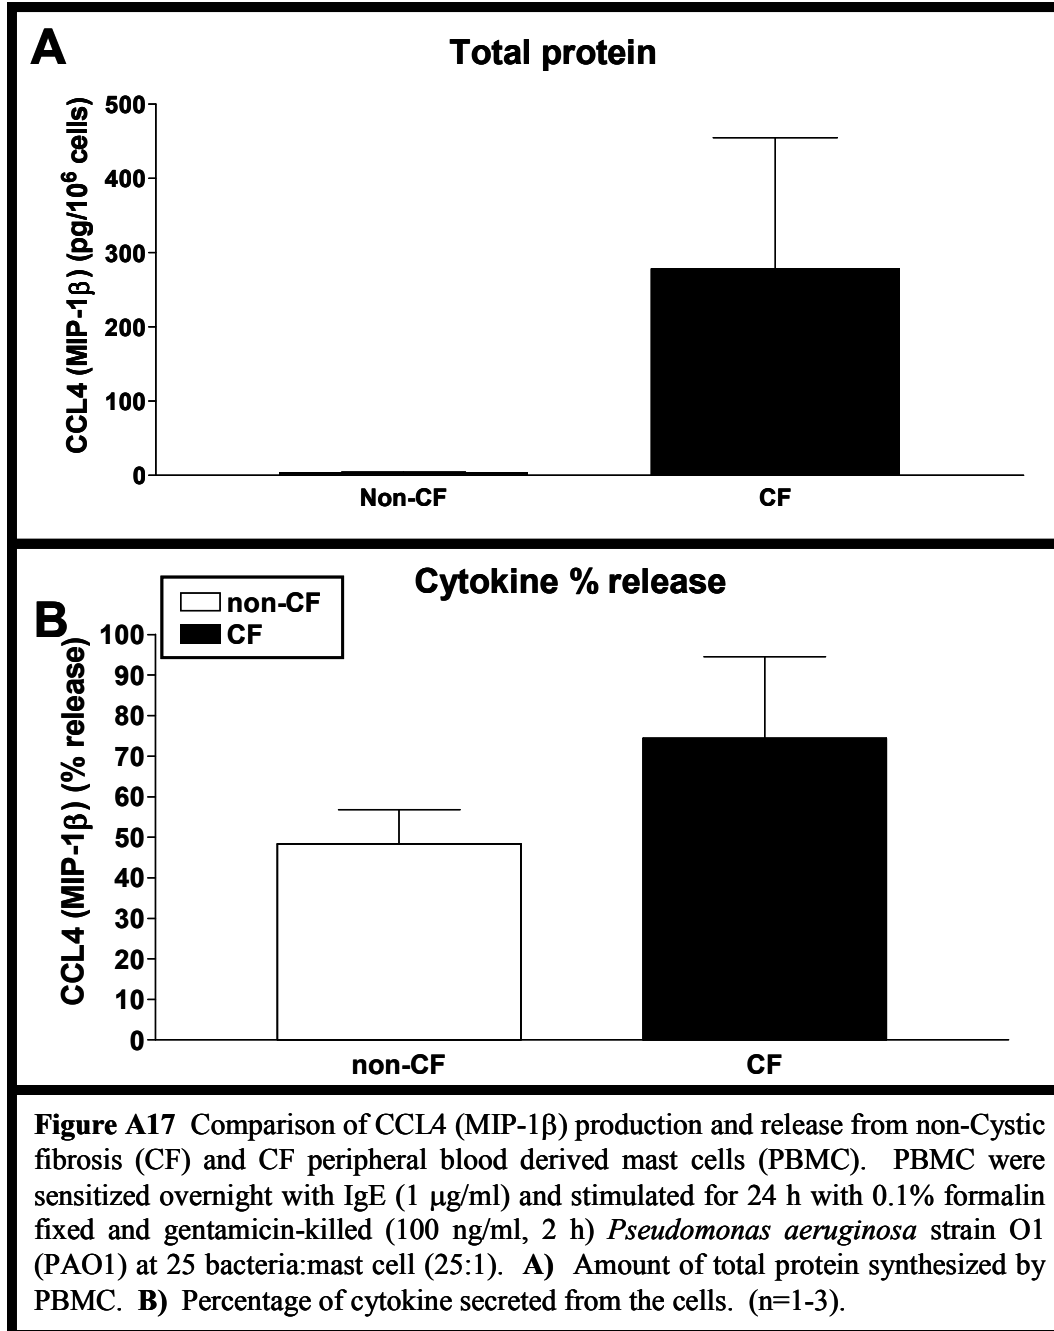 A
Total protein
CCL4 (MIP-1β) (pg/10⁶ cells)
500
400
300
200
100
0
Non-CF
CF
B
Cytokine % release
non-CF
CF
CCL4 (MIP-1β) (% release)
100
90
80
70
60
50
40
30
20
10
0
non-CF
CF
Figure A17 Comparison of CCL4 (MIP-1β) production and release from non-Cystic
fibrosis (CF) and CF peripheral blood derived mast cells (PBMC). PBMC were
sensitized overnight with IgE (1 μg/ml) and stimulated for 24 h with 0.1% formalin
fixed and gentamicin-killed (100 ng/ml, 2 h) Pseudomonas aeruginosa strain O1
(PAO1) at 25 bacteria:mast cell (25:1). A) Amount of total protein synthesized by
PBMC. B) Percentage of cytokine secreted from the cells. (n=1-3).